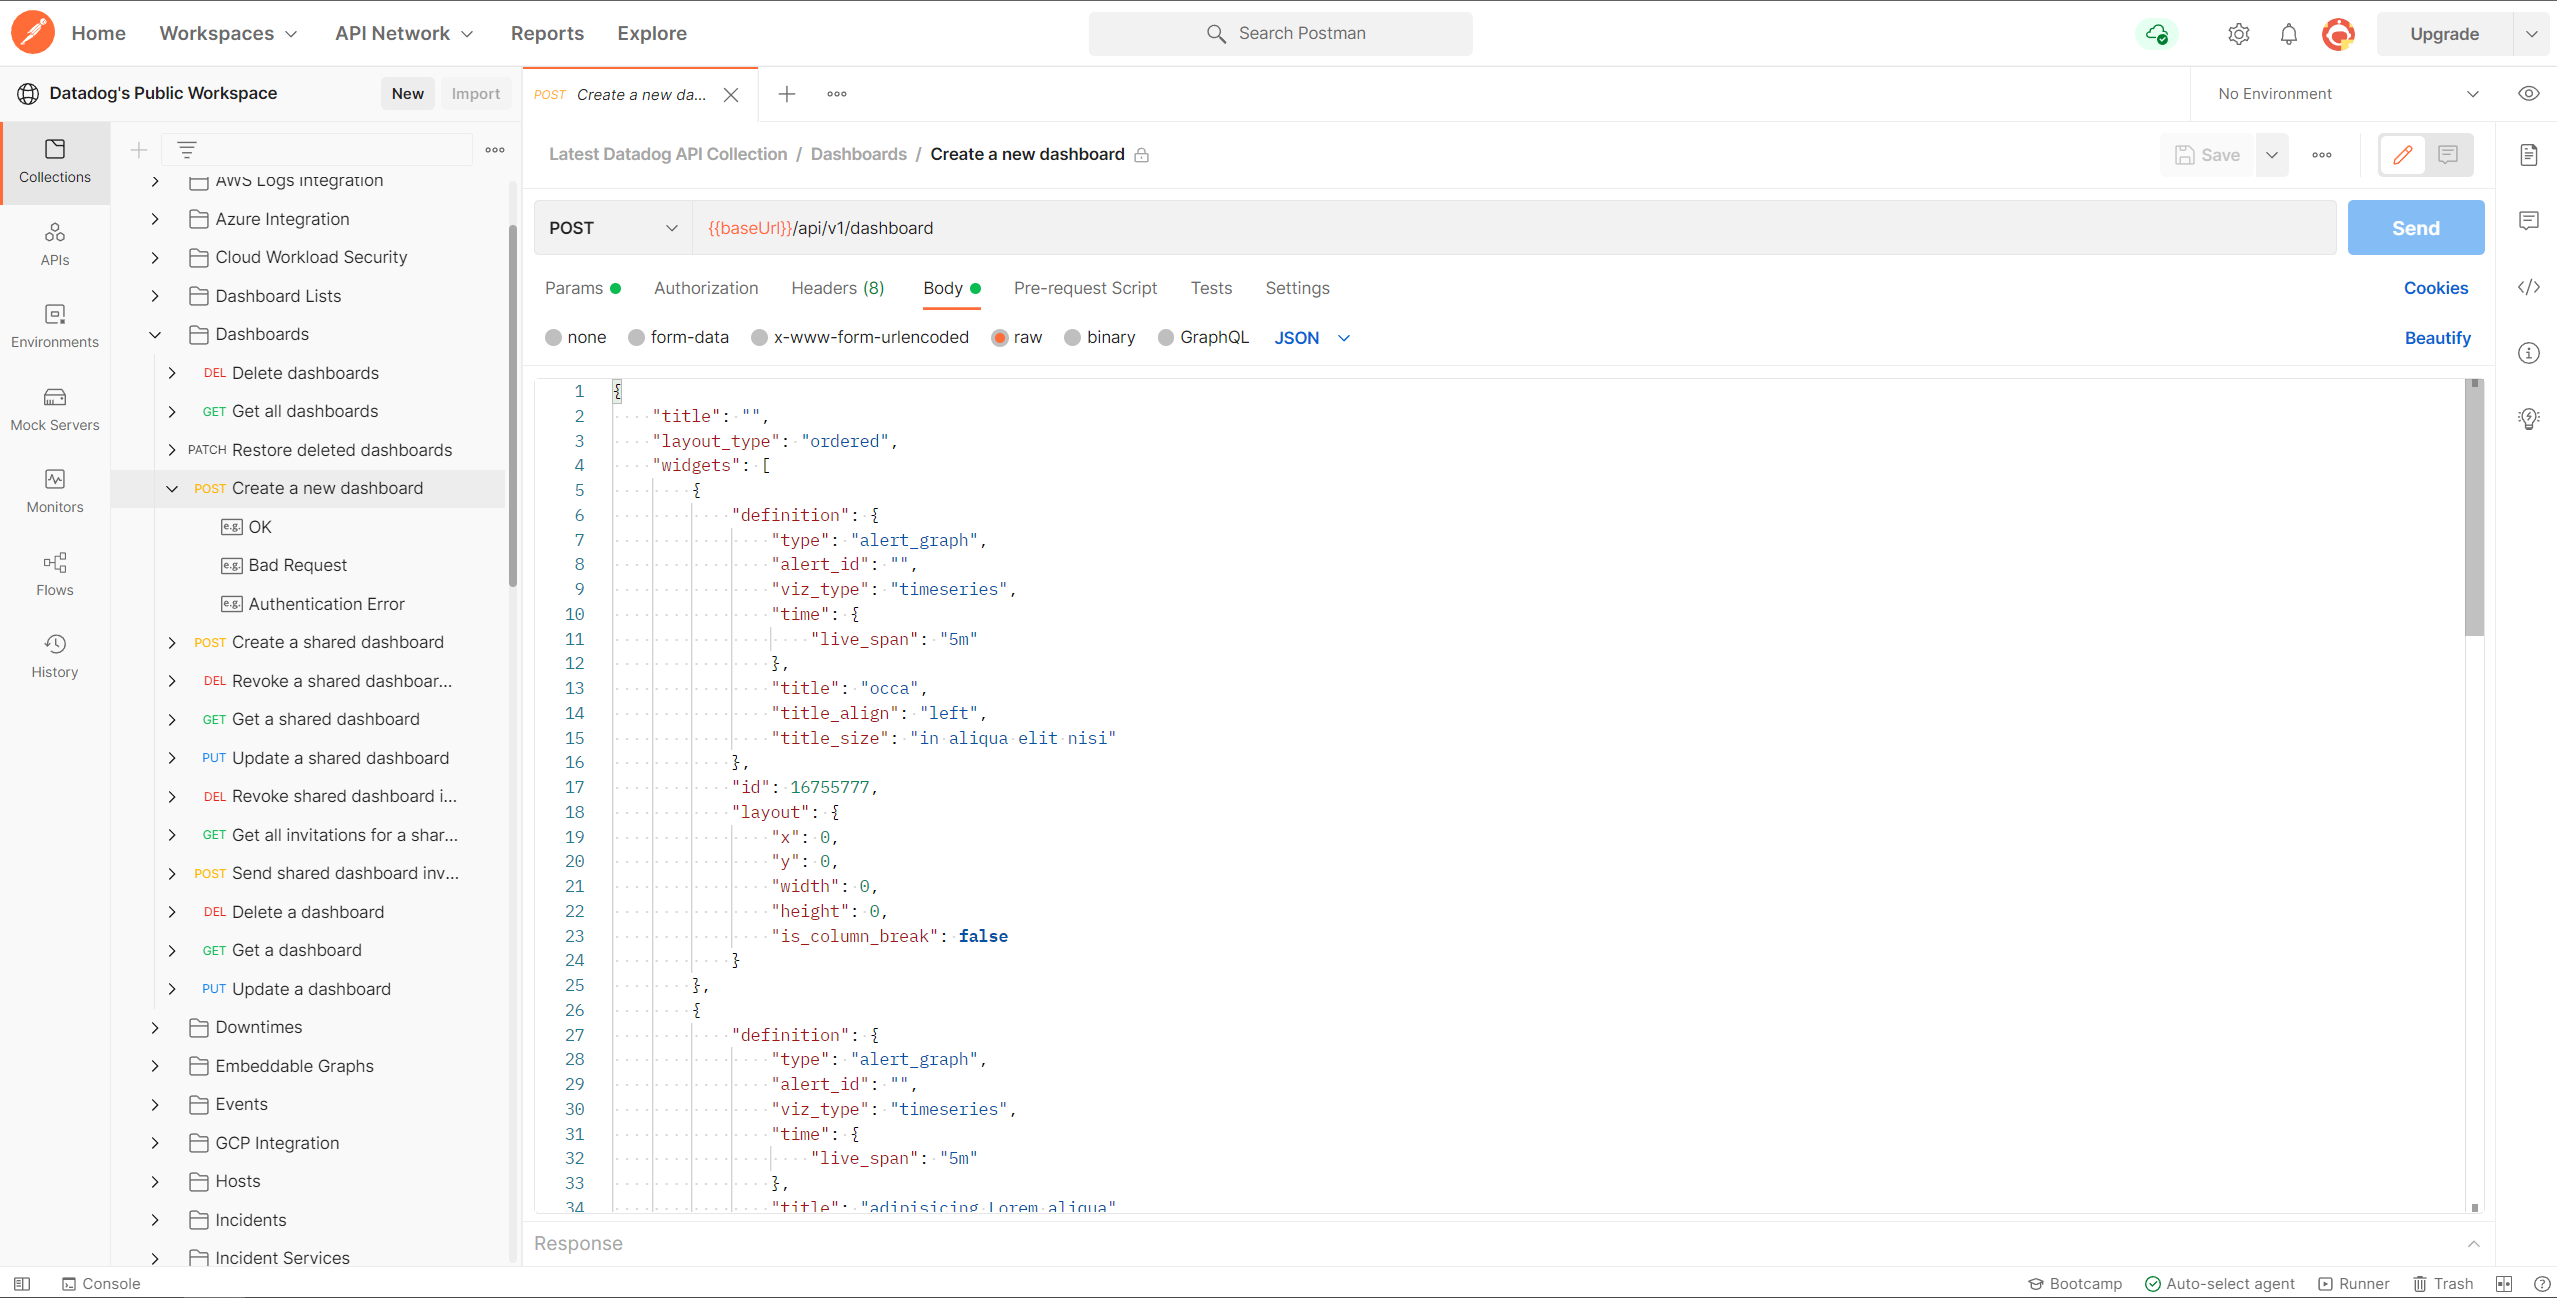 Home
Workspaces
API Network
Reports
Explore
Search Postman
Upgrade
Datadog's Public Workspace
New
Import
POST Create a new da...
No Environment
Collections
APIs
Environments
Mock Servers
Monitors
Flows
History
AWS Logs Integration
Azure Integration
Cloud Workload Security
Dashboard Lists
Dashboards
DEL Delete dashboards
GET Get all dashboards
PATCH Restore deleted dashboards
POST Create a new dashboard
e.g. OK
e.g. Bad Request
e.g. Authentication Error
POST Create a shared dashboard
DEL Revoke a shared dashboar...
GET Get a shared dashboard
PUT Update a shared dashboard
DEL Revoke shared dashboard i...
GET Get all invitations for a shar...
POST Send shared dashboard inv...
DEL Delete a dashboard
GET Get a dashboard
PUT Update a dashboard
Downtimes
Embeddable Graphs
Events
GCP Integration
Hosts
Incidents
Incident Services
Latest Datadog API Collection / Dashboards / Create a new dashboard
Save
POST
{{baseUrl}}/api/v1/dashboard
Send
Params
Authorization
Headers (8)
Body
Pre-request Script
Tests
Settings
Cookies
none
form-data
x-www-form-urlencoded
raw
binary
GraphQL
JSON
Beautify
1 {
2 "title": "",
3 "layout_type": "ordered",
4 "widgets": [
5 {
6 "definition": {
7 "type": "alert_graph",
8 "alert_id": "",
9 "viz_type": "timeseries",
10 "time": {
11 "live_span": "5m"
12 },
13 "title": "occa",
14 "title_align": "left",
15 "title_size": "in aliqua elit nisi"
16 },
17 "id": 16755777,
18 "layout": {
19 "x": 0,
20 "y": 0,
21 "width": 0,
22 "height": 0,
23 "is_column_break": false
24 }
25 },
26 {
27 "definition": {
28 "type": "alert_graph",
29 "alert_id": "",
30 "viz_type": "timeseries",
31 "time": {
32 "live_span": "5m"
33 },
34 "title": "adipisicing Lorem aliqua"
Response
Console
Bootcamp
Auto-select agent
Runner
Trash